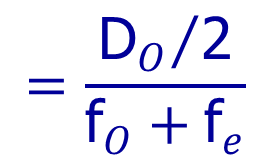 = D_O/2
f_O + f_e